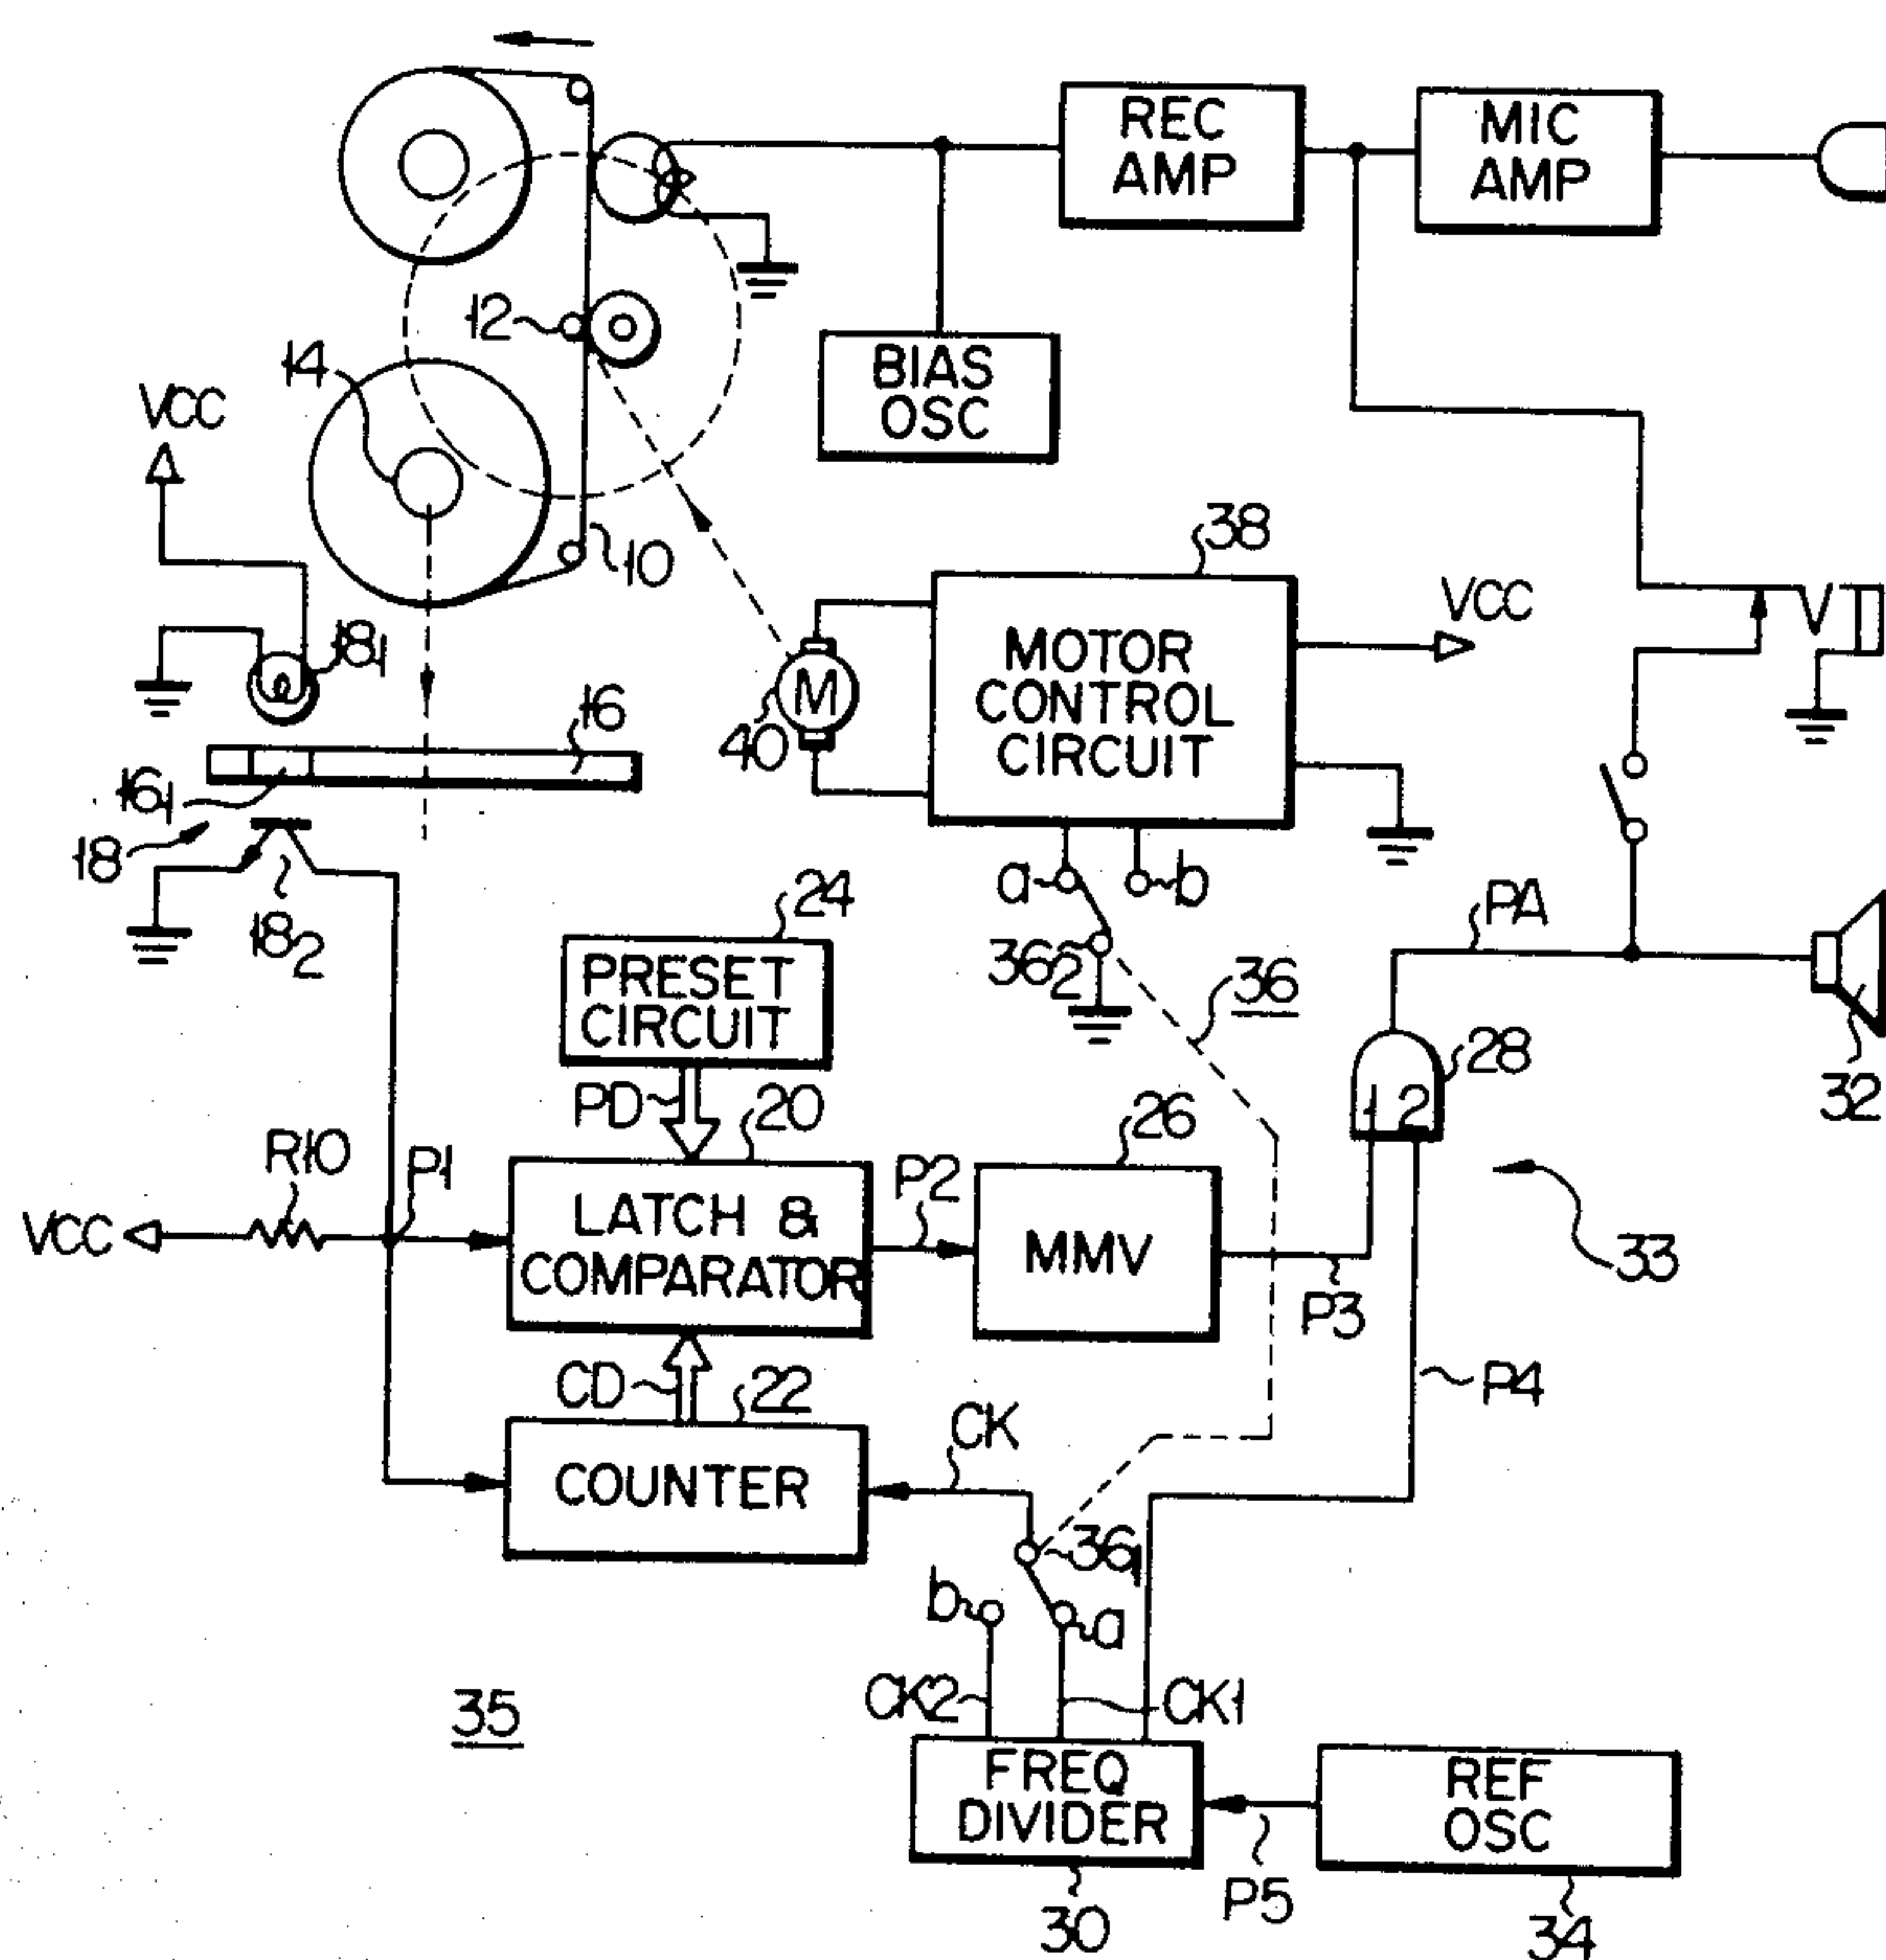 REC
AMP
MIC
AMP
12
14
VCC
BIAS
OSC
10
38
VCC
18₁
MOTOR
CONTROL
CIRCUIT
16
M
40
16₁
18
18₂
a
b
24
PRESET
CIRCUIT
36₂
36
PA
28
1 2
32
PD
20
26
R10
P1
VCC
LATCH &
COMPARATOR
P2
MMV
P3
33
CD
22
CK
P4
COUNTER
36₁
b
a
CK2
CK1
35
FREQ
DIVIDER
REF
OSC
P5
30
34